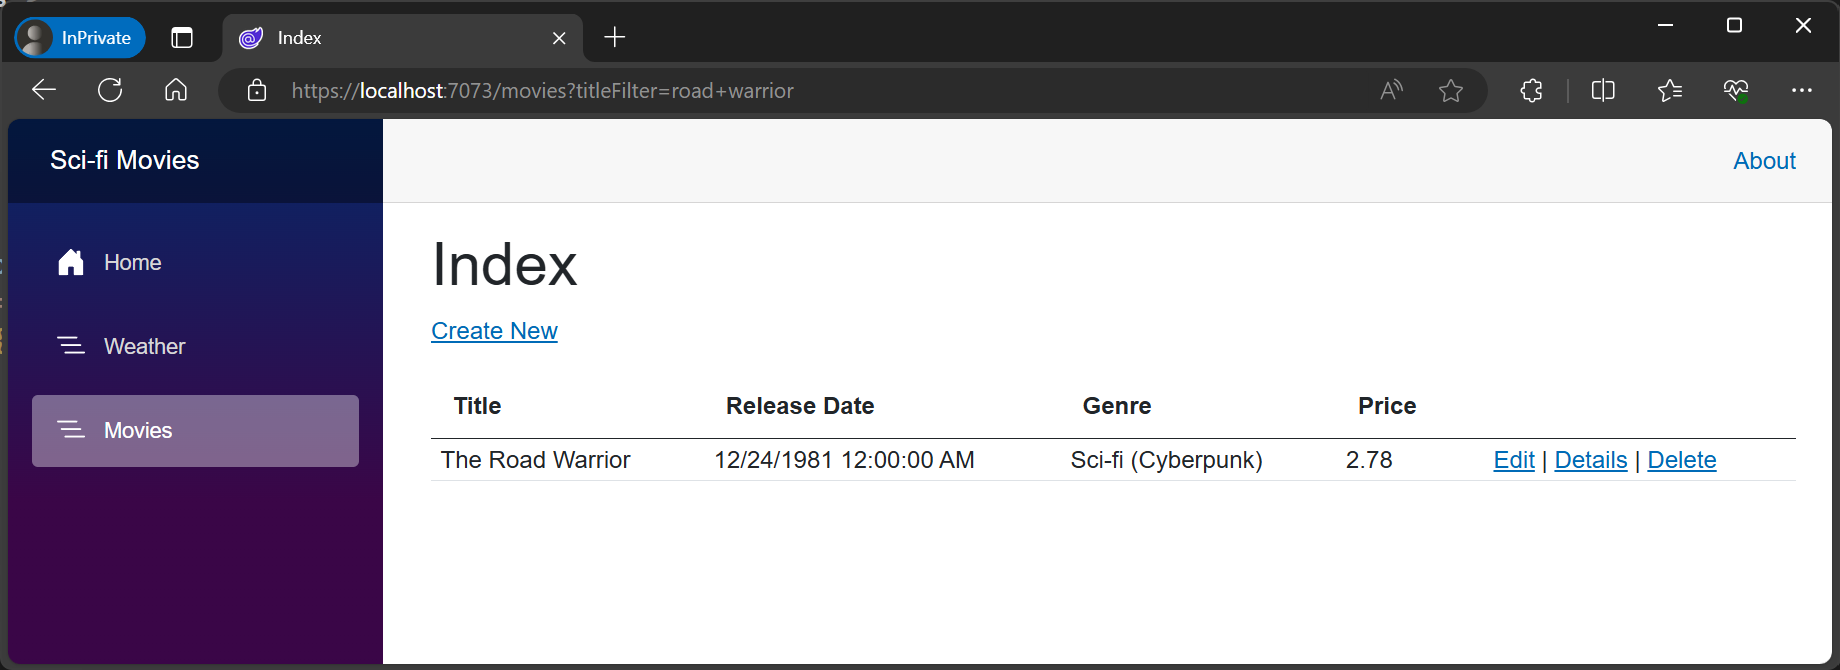 InPrivate
Index
https://localhost:7073/movies?titleFilter=road+warrior
Sci-fi Movies
About
Home
Weather
Movies
Index
Create New
Title Release Date Genre Price
The Road Warrior 12/24/1981 12:00:00 AM Sci-fi (Cyberpunk) 2.78 Edit | Details | Delete